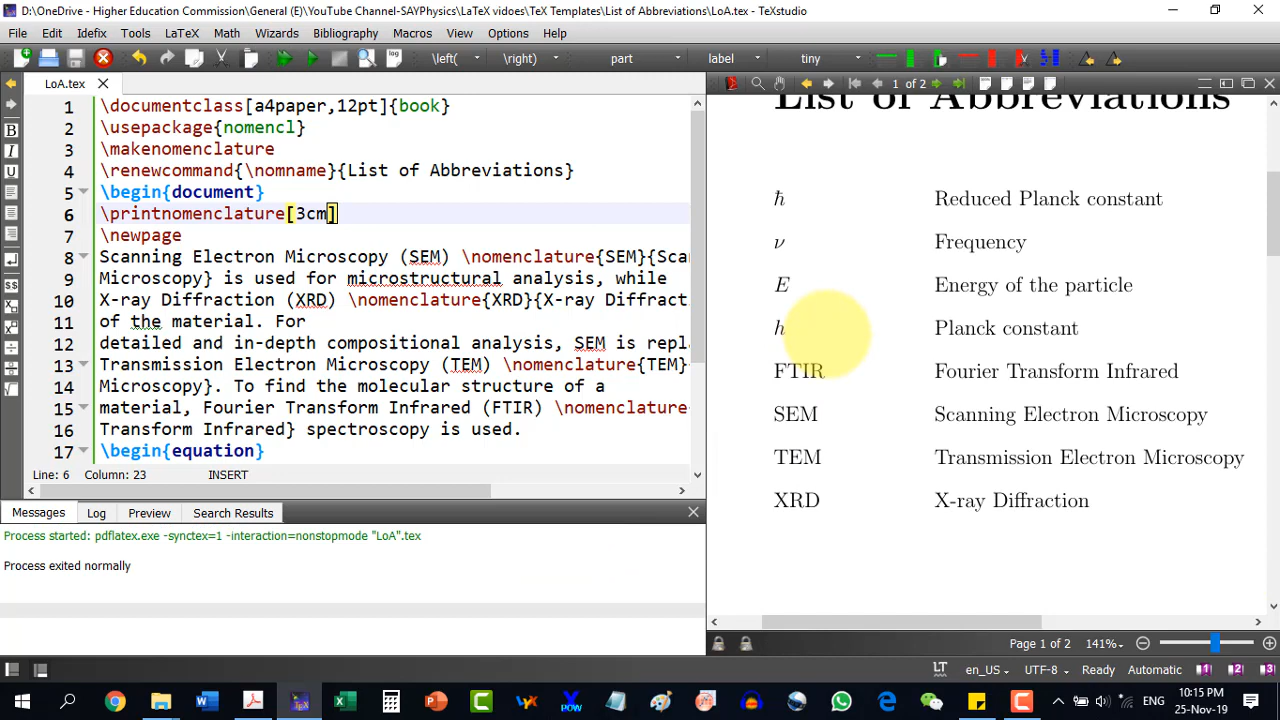 D:\OneDrive - Higher Education Commission\General (E)\YouTube Channel-SAYPhysics\LaTeX vidoes\TeX Templates\List of Abbreviations\LoA.tex - TeXstudio
File Edit Idefix Tools LaTeX Math Wizards Bibliography Macros View Options Help
\left( \right) part label tiny
LoA.tex
1 of 2
1 \documentclass[a4paper,12pt]{book}
2 \usepackage{nomencl}
3 \makenomenclature
4 \renewcommand{\nomname}{List of Abbreviations}
5 \begin{document}
6 \printnomenclature[3cm]
7 \newpage
8 Scanning Electron Microscopy (SEM) \nomenclature{SEM}{Scan
9 Microscopy} is used for microstructural analysis, while
10 X-ray Diffraction (XRD) \nomenclature{XRD}{X-ray Diffracti
11 of the material. For
12 detailed and in-depth compositional analysis, SEM is repl
13 Transmission Electron Microscopy (TEM) \nomenclature{TEM}
14 Microscopy}. To find the molecular structure of a
15 material, Fourier Transform Infrared (FTIR) \nomenclature
16 Transform Infrared} spectroscopy is used.
17 \begin{equation}
Line: 6 Column: 23 INSERT
Messages Log Preview Search Results
Process started: pdflatex.exe -synctex=1 -interaction=nonstopmode "LoA".tex
Process exited normally
List of Abbreviations
ħ Reduced Planck constant
ν Frequency
E Energy of the particle
h Planck constant
FTIR Fourier Transform Infrared
SEM Scanning Electron Microscopy
TEM Transmission Electron Microscopy
XRD X-ray Diffraction
Page 1 of 2 141%
LT en_US UTF-8 Ready Automatic 1 2 3
ENG
10:15 PM
25-Nov-19